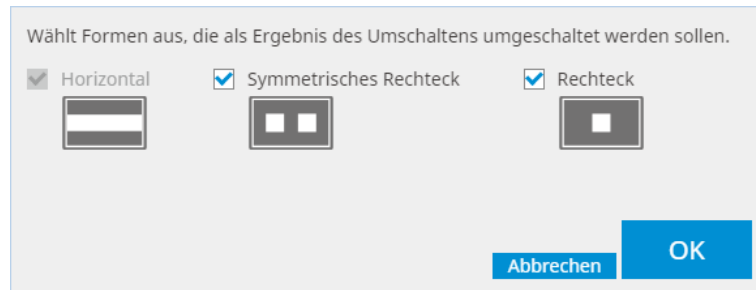 Wählt Formen aus, die als Ergebnis des Umschaltens umgeschaltet werden sollen.
Horizontal Symmetrisches Rechteck Rechteck
Abbrechen OK